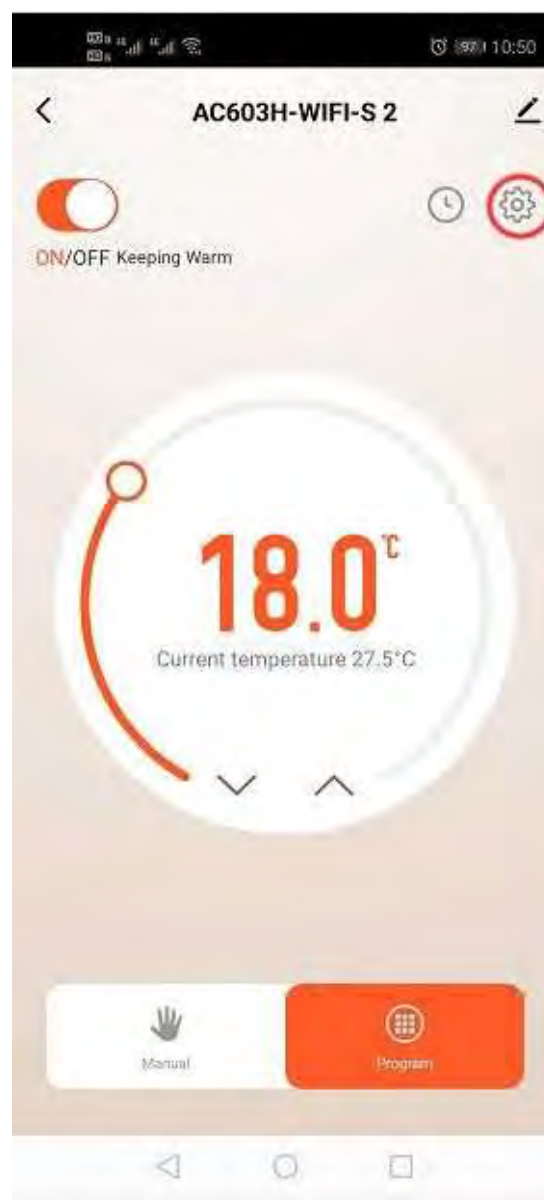 10:50
AC603H-WIFI-S 2
ON/OFF Keeping Warm
18.0℃
Current temperature 27.5°C
Manual
Program